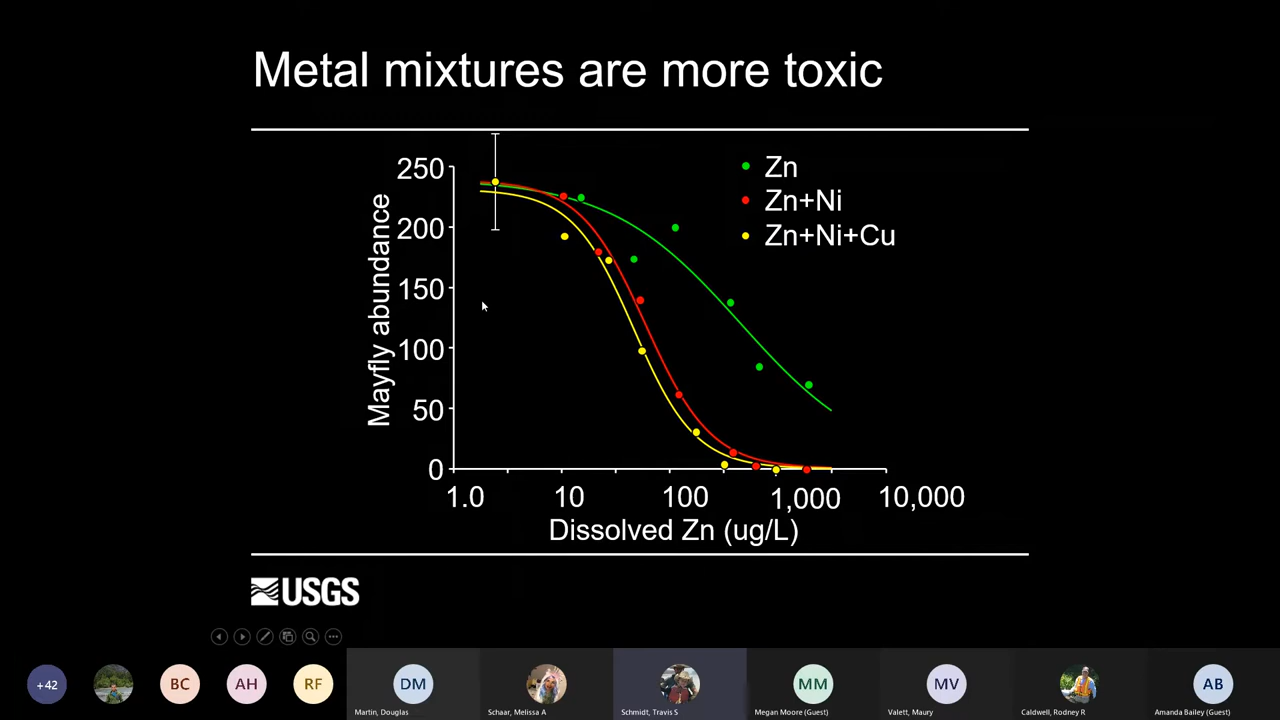 Metal mixtures are more toxic
250
200
150
100
50
0
Mayfly abundance
Zn
Zn+Ni
Zn+Ni+Cu
1.0
10
100
1,000
10,000
Dissolved Zn (ug/L)
USGS
+42
BC
AH
RF
DM
MM
MV
AB
Martin, Douglas
Schaar, Melissa A
Schmidt, Travis S
Megan Moore (Guest)
Valett, Maury
Caldwell, Rodney R
Amanda Bailey (Guest)